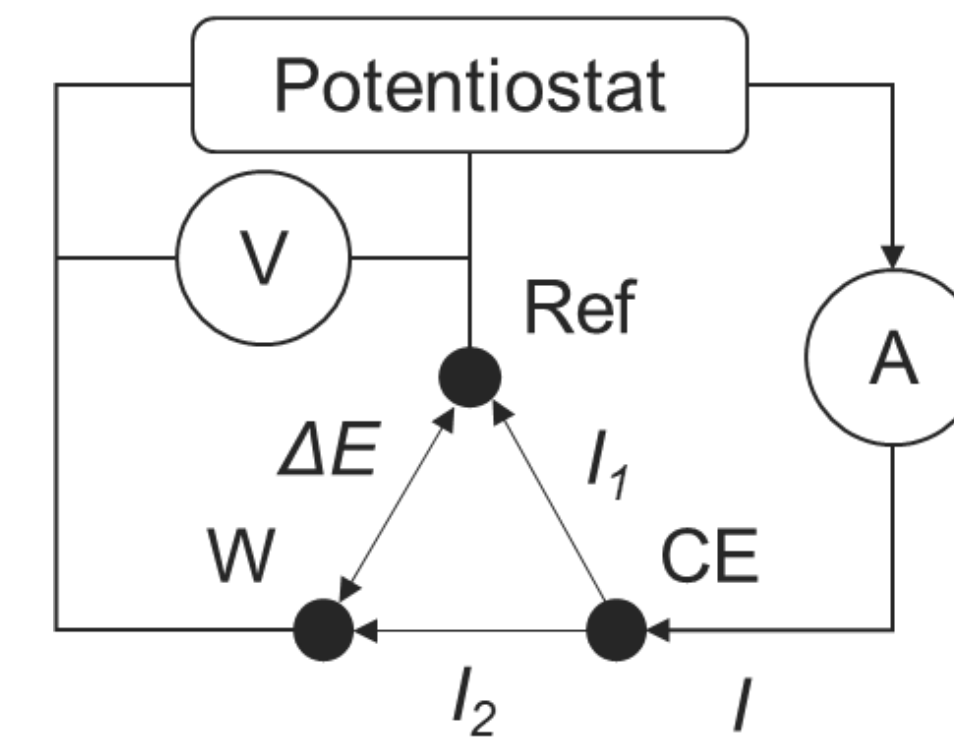 Potentiostat
V
Ref
A
ΔE
I₁
W
CE
I₂
I